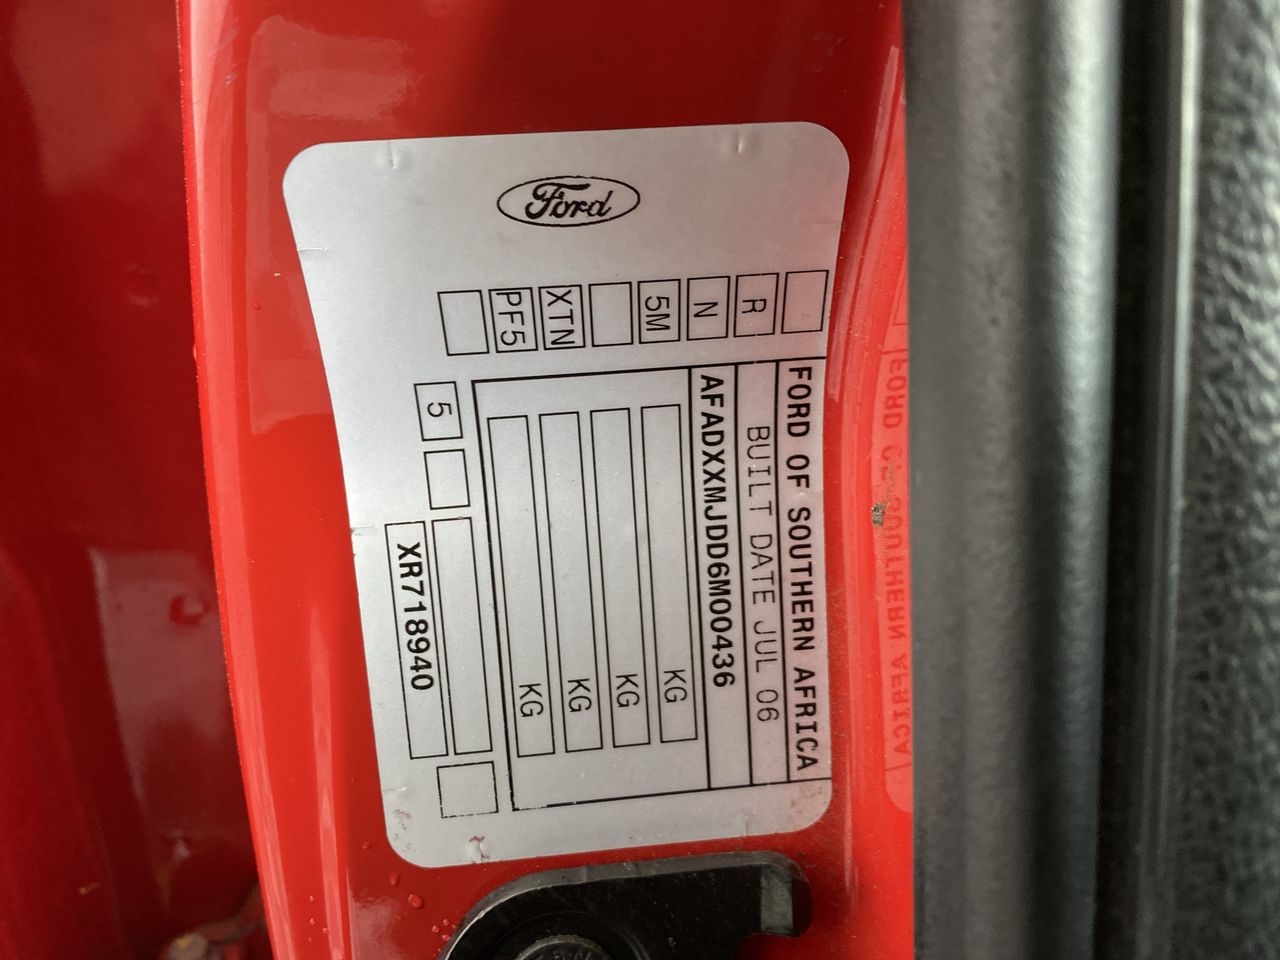 Ford
FORD OF SOUTHERN AFRICA
R
BUILT DATE JUL 06
N
AFADXXMJDD6M00436
5M
KG
KG
XTN
KG
PF5
KG
5
XR718940